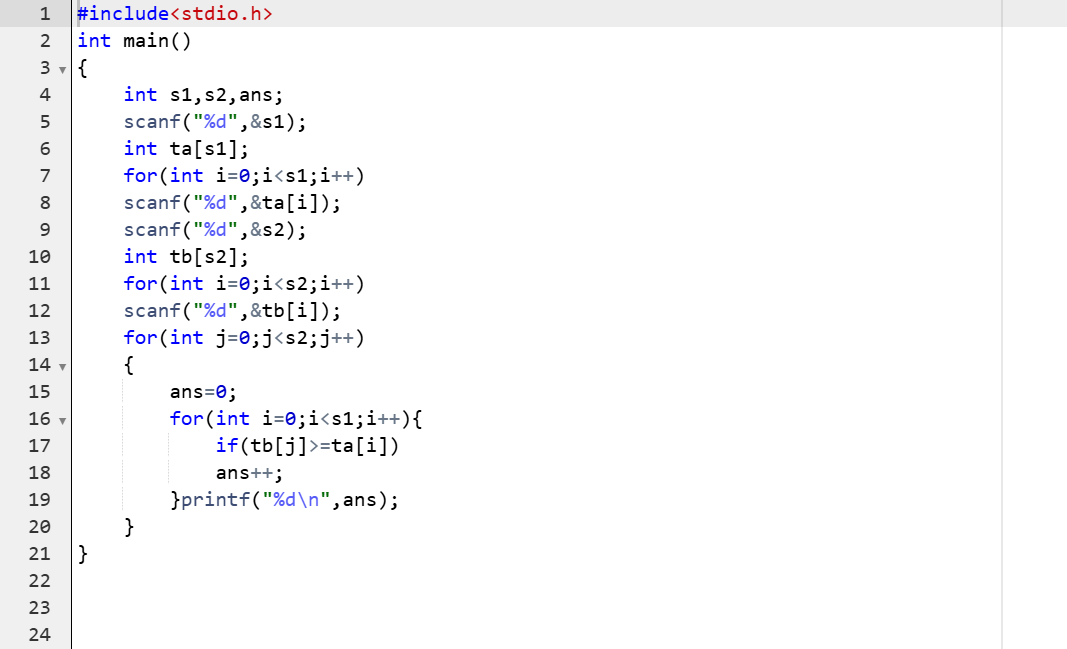 1 #include<stdio.h>
2 int main()
3 {
4     int s1,s2,ans;
5     scanf("%d",&s1);
6     int ta[s1];
7     for(int i=0;i<s1;i++)
8     scanf("%d",&ta[i]);
9     scanf("%d",&s2);
10     int tb[s2];
11     for(int i=0;i<s2;i++)
12     scanf("%d",&tb[i]);
13     for(int j=0;j<s2;j++)
14     {
15         ans=0;
16         for(int i=0;i<s1;i++){
17             if(tb[j]>=ta[i])
18             ans++;
19         }printf("%d\n",ans);
20     }
21 }
22
23
24